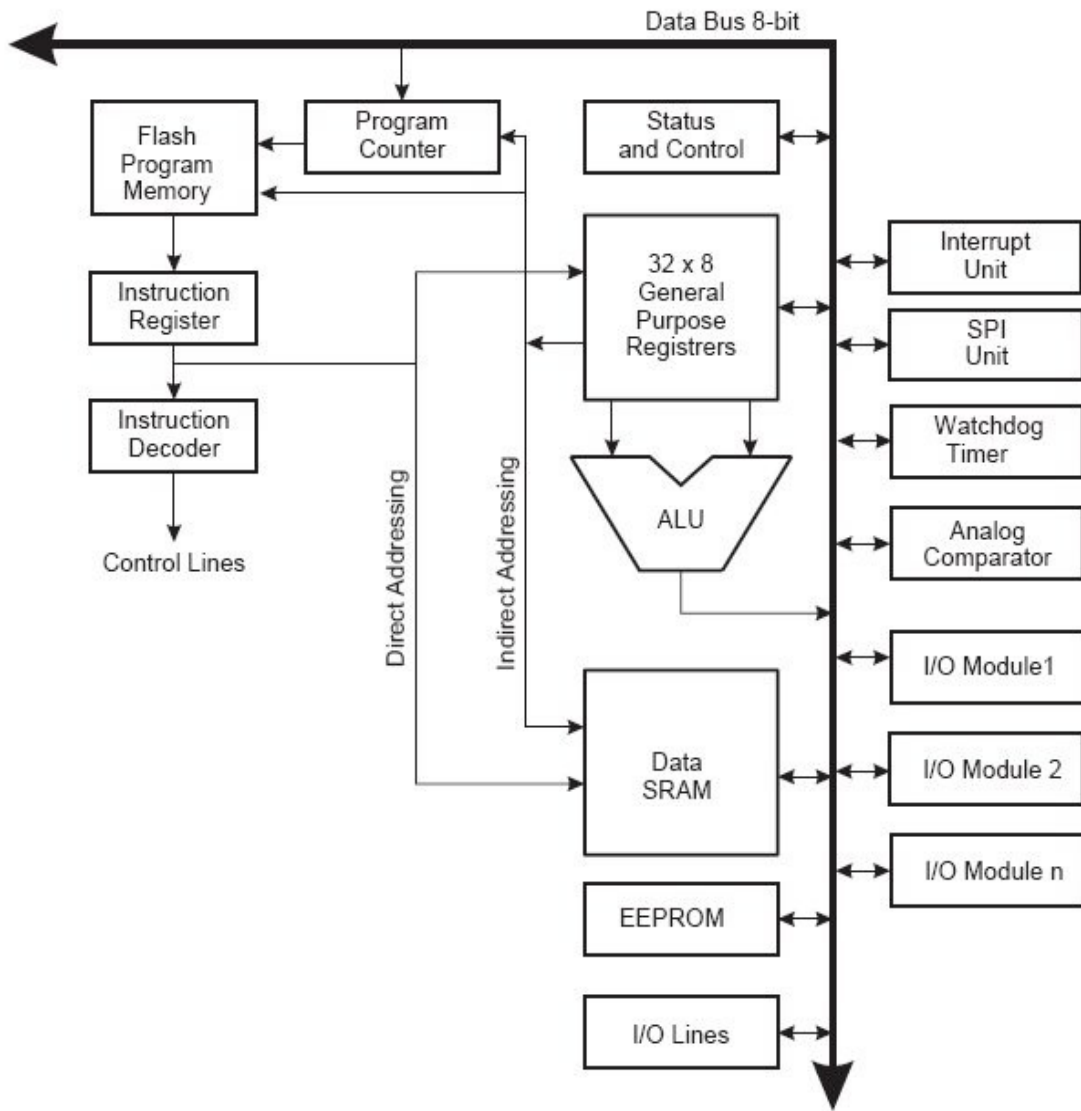 Data Bus 8-bit
Flash
Program
Memory
Program
Counter
Status
and Control
32 x 8
General
Purpose
Registrers
Interrupt
Unit
Instruction
Register
SPI
Unit
Instruction
Decoder
Watchdog
Timer
Direct Addressing
Indirect Addressing
ALU
Analog
Comparator
Control Lines
I/O Module1
Data
SRAM
I/O Module 2
I/O Module n
EEPROM
I/O Lines